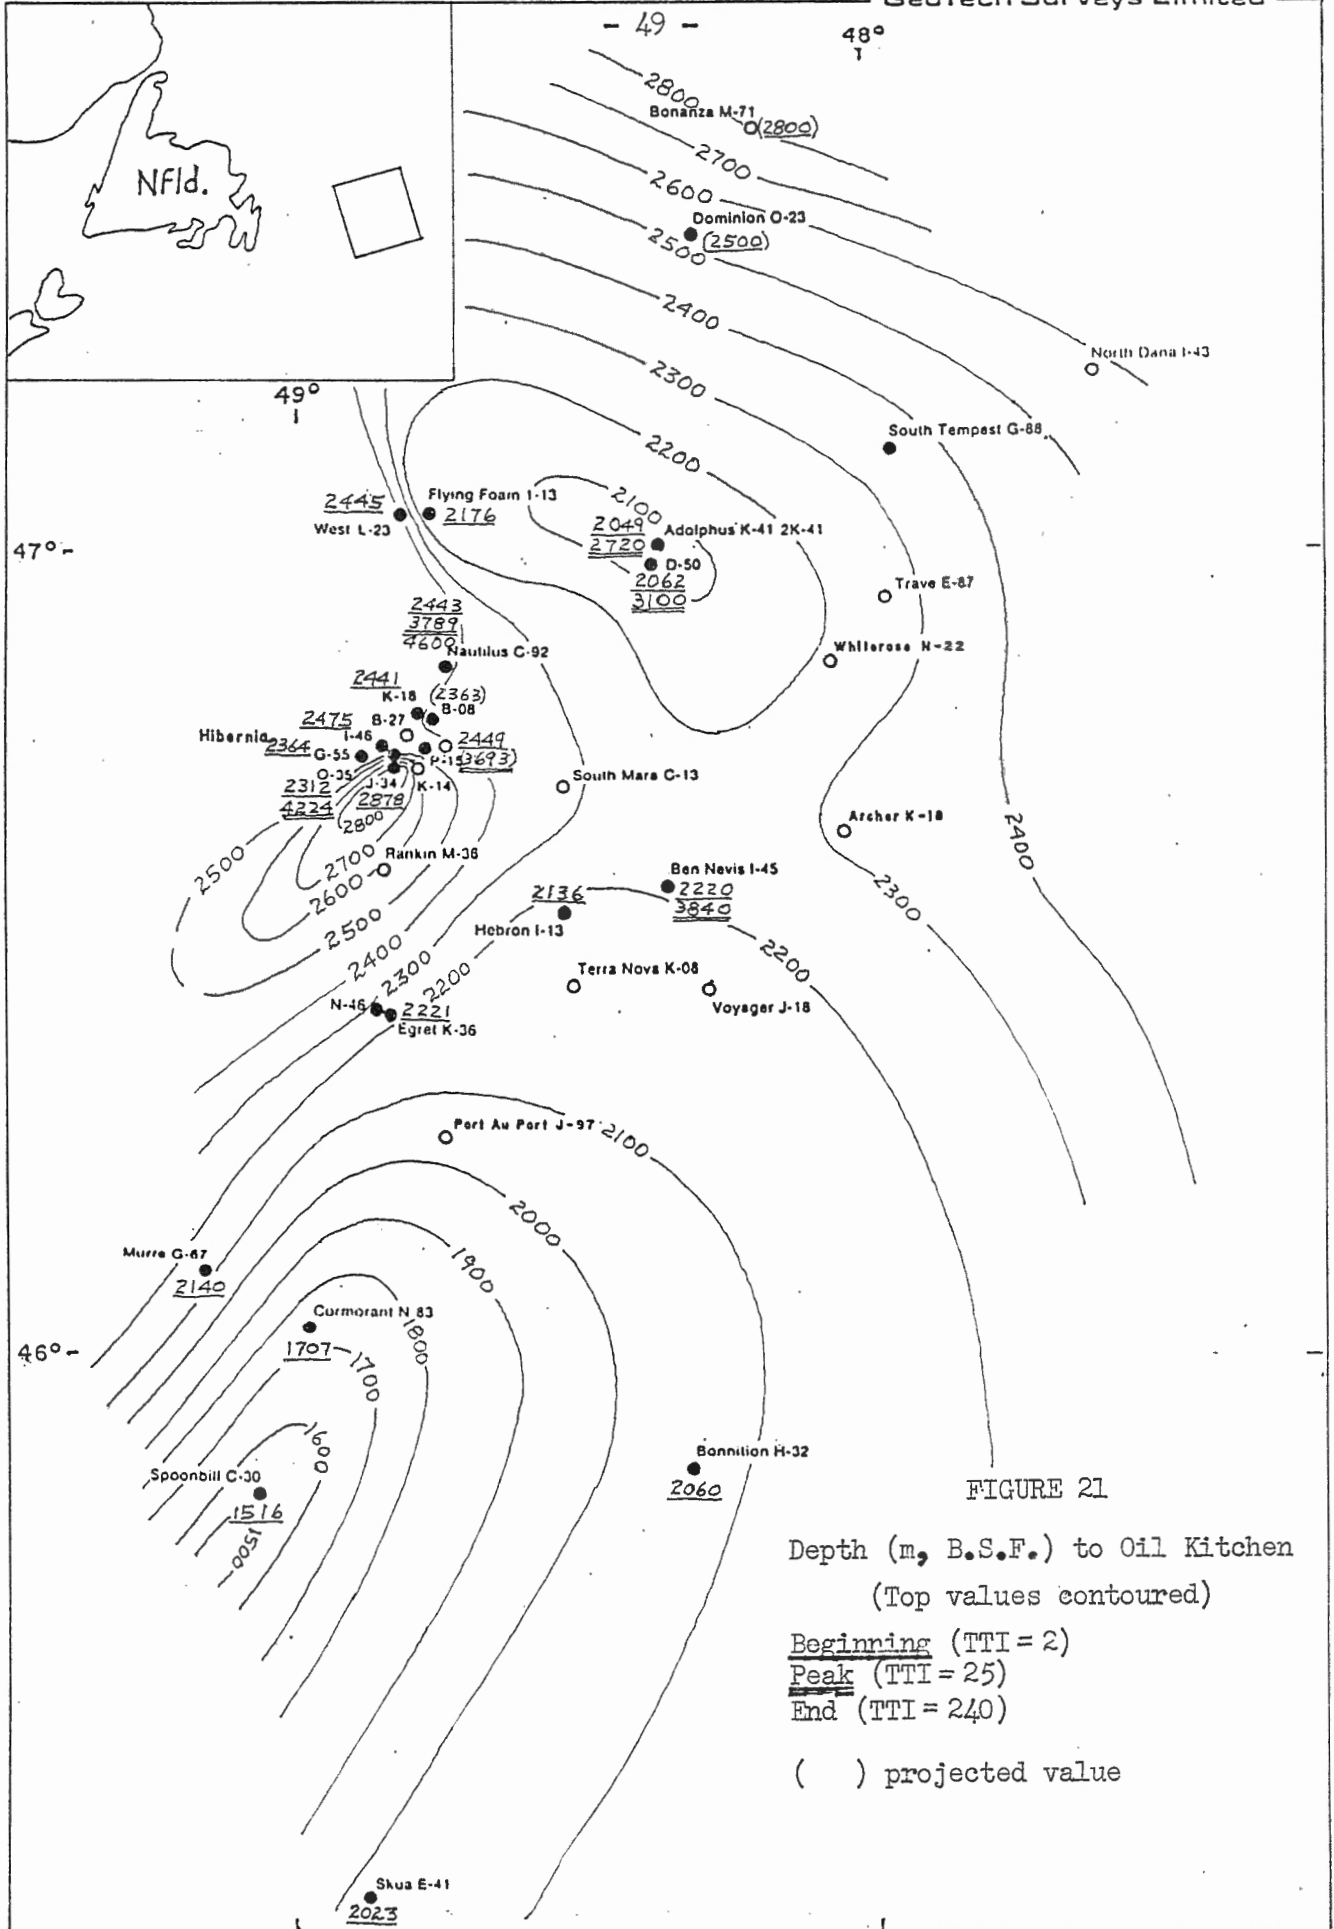 GeoTech Surveys Limited
- 49 -
48°
Nfld.
2800
Bonanza M-71
(2800)
2700
2600
Dominion O-23
(2500)
2500
2400
2300
North Dana I-43
49°
South Tempest G-88
2200
2100
2445
West L-23
Flying Foam I-13
2176
2049
2720
Adolphus K-41 2K-41
D-50
2062
3100
47°-
Trave E-87
2443
3789
4600
Nautilus C-92
Whiterose N-22
2441
K-18
(2363)
B-08
2475
B-27
Hibernia
I-46
2364
G-55
2449
(3693)
P-15
O-35
J-34
K-14
2312
4224
2878
2800
South Mara C-13
Archer K-18
2400
2500
2700
Rankin M-36
2600
Ben Nevis I-45
2220
3840
2300
2136
Hebron I-13
2500
2400
2300
2200
2200
Terra Nova K-08
Voyager J-18
N-46
2221
Egret K-36
Port Au Port J-97
2100
2000
1900
Murre G-67
2140
Cormorant N 83
1707
1800
1700
46°-
1600
Spoonbill C-30
1516
1500
Bonnition H-32
2060
FIGURE 21
Depth (m, B.S.F.) to Oil Kitchen
(Top values contoured)
Beginning (TTI = 2)
Peak (TTI = 25)
End (TTI = 240)
( ) projected value
Skua E-41
2023